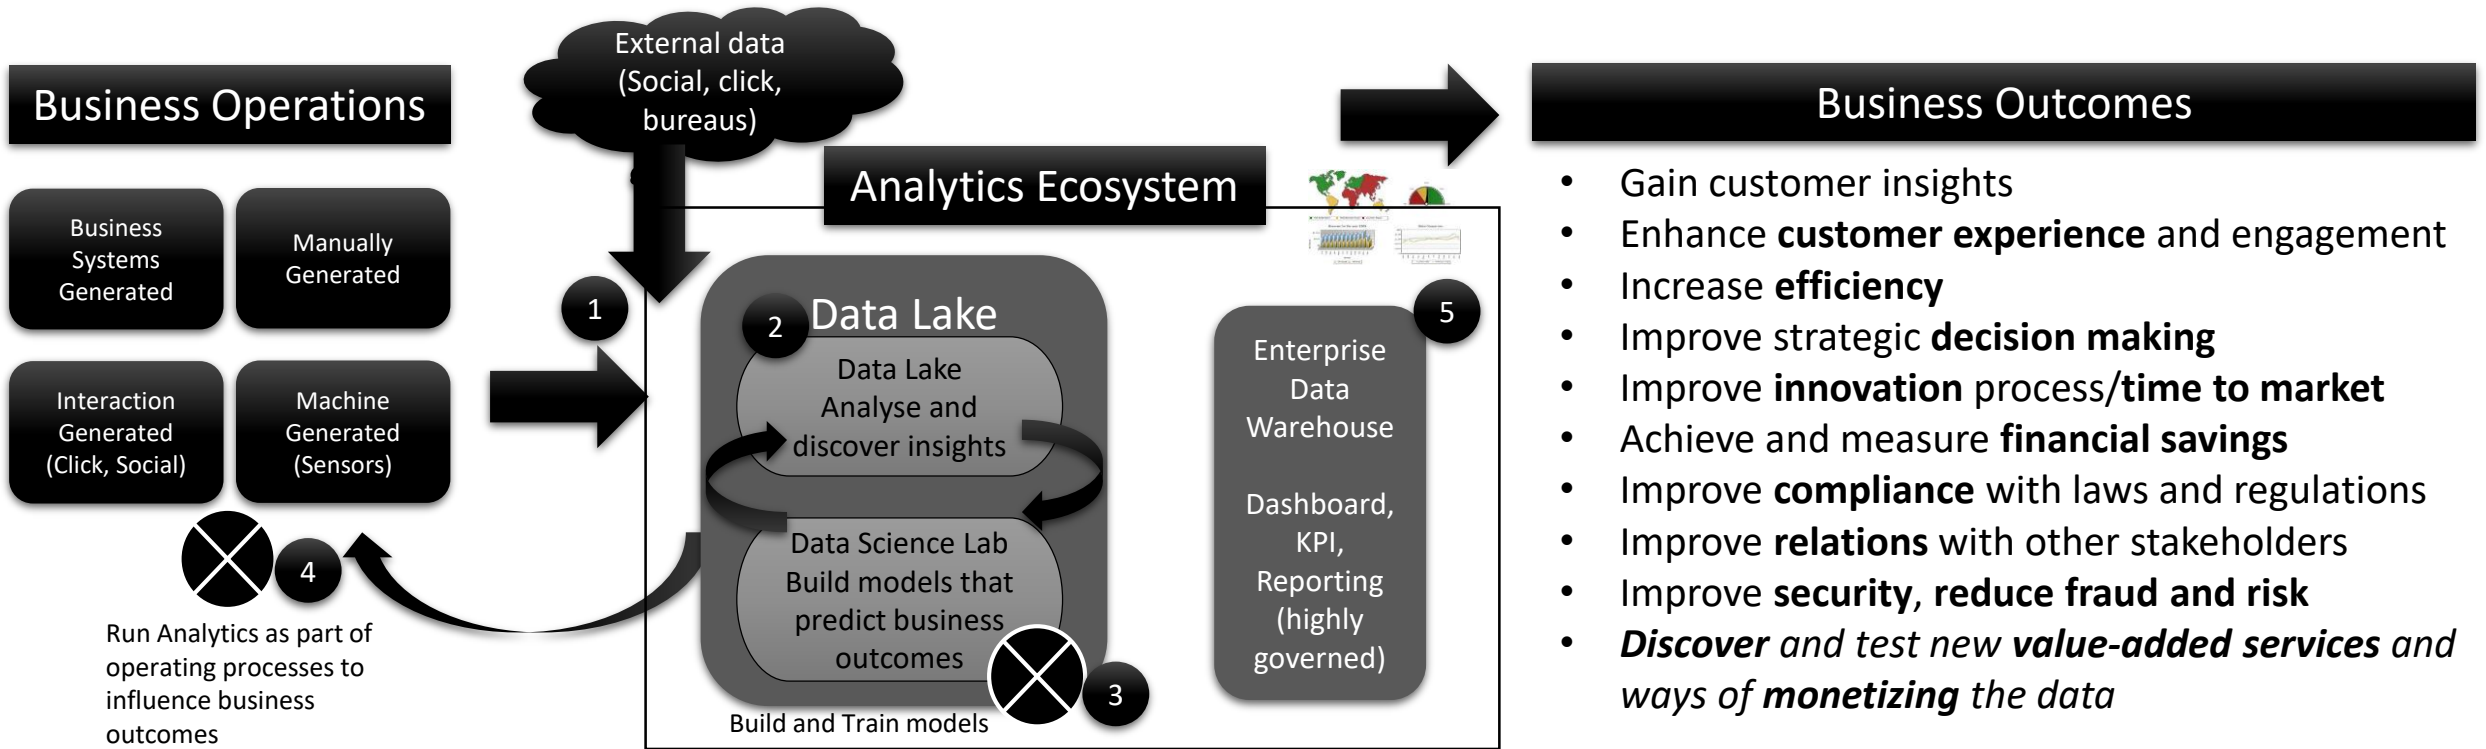 Business Operations
Business
Systems
Generated
Manually
Generated
Interaction
Generated
(Click, Social)
Machine
Generated
(Sensors)
4
Run Analytics as part of
operating processes to
influence business
outcomes
External data
(Social, click,
bureaus)
1
Analytics Ecosystem
2
Data Lake
Data Lake
Analyse and
discover insights
Data Science Lab
Build models that
predict business
outcomes
3
Build and Train models
5
Enterprise
Data
Warehouse
Dashboard,
KPI,
Reporting
(highly
governed)
Business Outcomes
• Gain customer insights
• Enhance customer experience and engagement
• Increase efficiency
• Improve strategic decision making
• Improve innovation process/time to market
• Achieve and measure financial savings
• Improve compliance with laws and regulations
• Improve relations with other stakeholders
• Improve security, reduce fraud and risk
• Discover and test new value-added services and
ways of monetizing the data